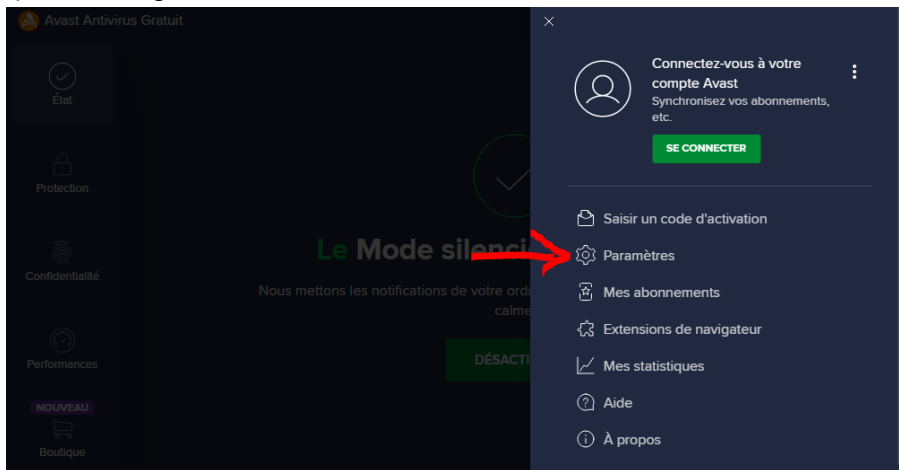 Avast Antivirus Gratuit
État
Protection
Confidentialité
Performances
NOUVEAU
Boutique
Le Mode silenci
Nous mettons les notifications de votre ordi
calme
DÉSACTI
Connectez-vous à votre
compte Avast
Synchronisez vos abonnements,
etc.
SE CONNECTER
Saisir un code d'activation
Paramètres
Mes abonnements
Extensions de navigateur
Mes statistiques
Aide
À propos